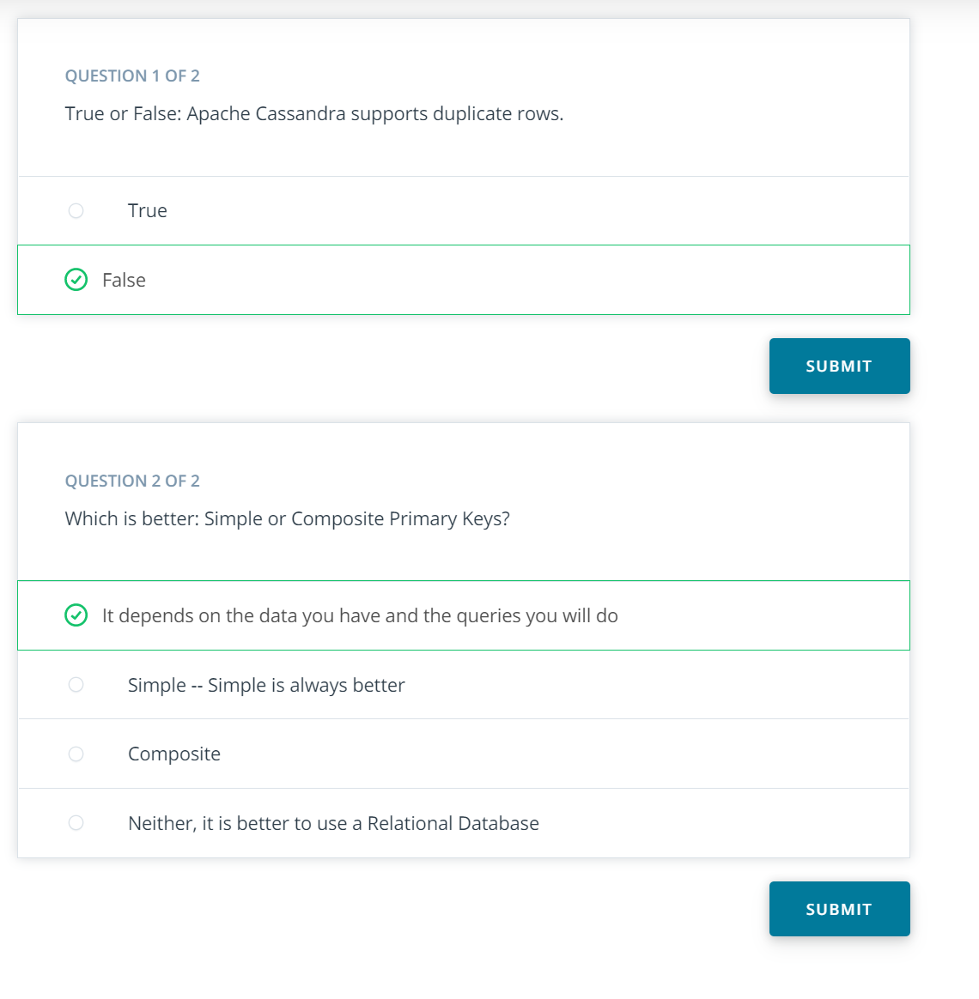 QUESTION 1 OF 2
True or False: Apache Cassandra supports duplicate rows.
True
False
SUBMIT
QUESTION 2 OF 2
Which is better: Simple or Composite Primary Keys?
It depends on the data you have and the queries you will do
Simple -- Simple is always better
Composite
Neither, it is better to use a Relational Database
SUBMIT